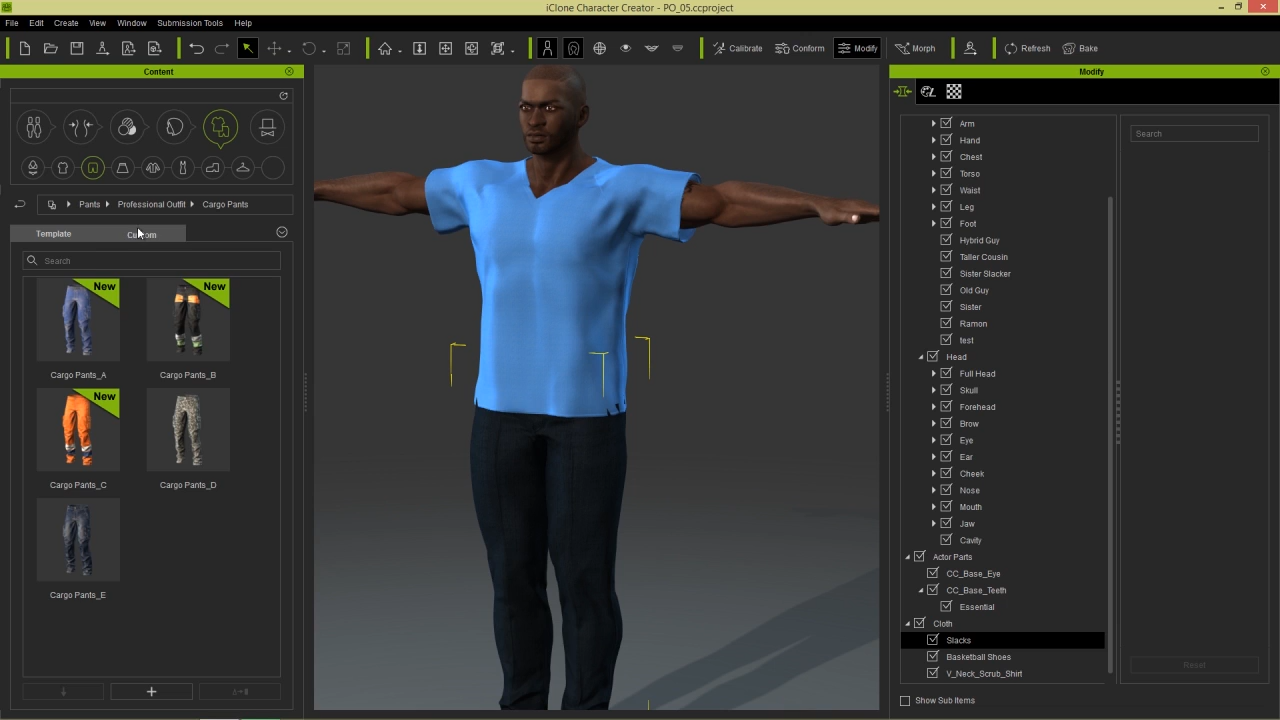 iClone Character Creator - PO_05.ccproject
File Edit Create View Window Submission Tools Help
Calibrate Conform Modify Morph Refresh Bake
Content
Pants Professional Outfit Cargo Pants
Template
Search
New
Cargo Pants_A
New
Cargo Pants_B
New
Cargo Pants_C
Cargo Pants_D
Cargo Pants_E
Modify
Arm
Hand
Chest
Torso
Waist
Leg
Foot
Hybrid Guy
Taller Cousin
Sister Slacker
Old Guy
Sister
Ramon
test
Head
Full Head
Skull
Forehead
Brow
Eye
Ear
Cheek
Nose
Mouth
Jaw
Cavity
Actor Parts
CC_Base_Eye
CC_Base_Teeth
Essential
Cloth
Slacks
Basketball Shoes
V_Neck_Scrub_Shirt
Show Sub Items
Search
Reset